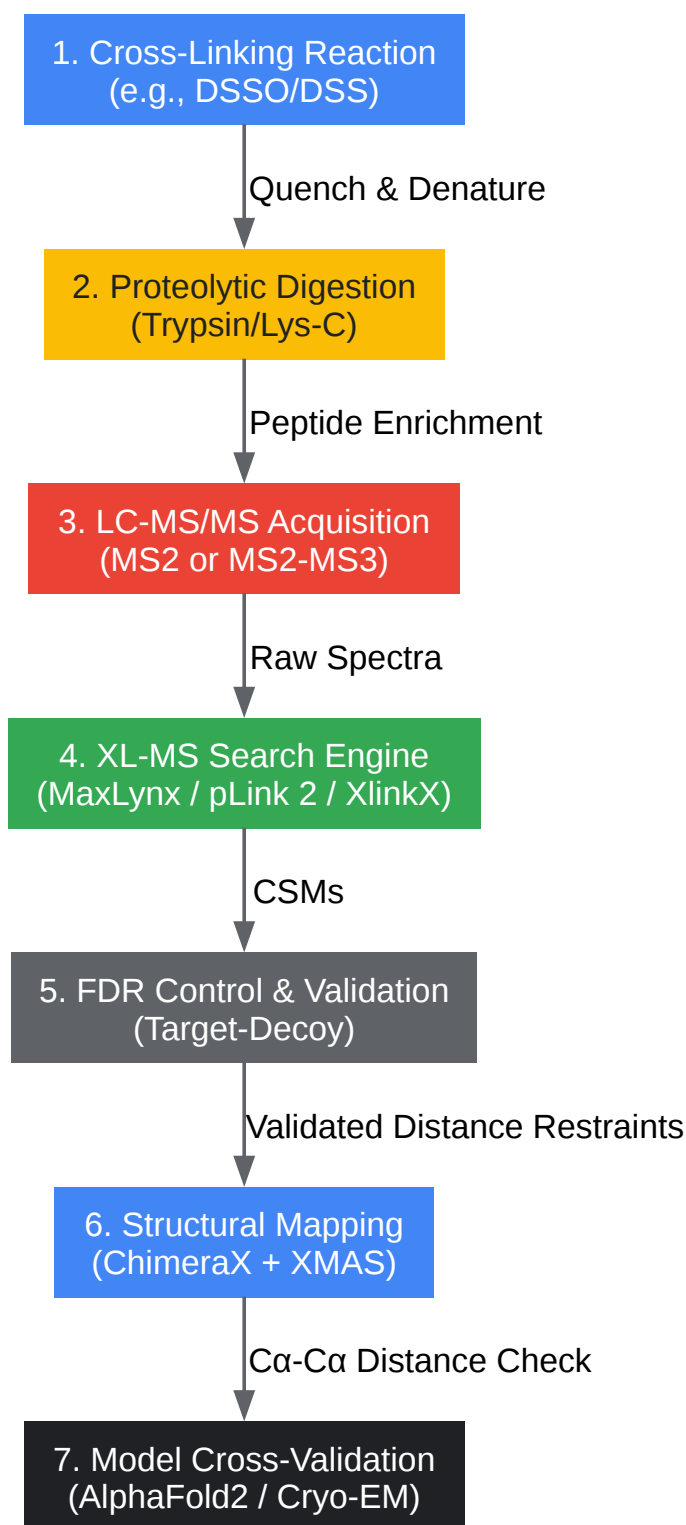 1. Cross-Linking Reaction
(e.g., DSSO/DSS)
Quench & Denature
2. Proteolytic Digestion
(Trypsin/Lys-C)
Peptide Enrichment
3. LC-MS/MS Acquisition
(MS2 or MS2-MS3)
Raw Spectra
4. XL-MS Search Engine
(MaxLynx / pLink 2 / XlinkX)
CSMs
5. FDR Control & Validation
(Target-Decoy)
Validated Distance Restraints
6. Structural Mapping
(ChimeraX + XMAS)
Cα-Cα Distance Check
7. Model Cross-Validation
(AlphaFold2 / Cryo-EM)